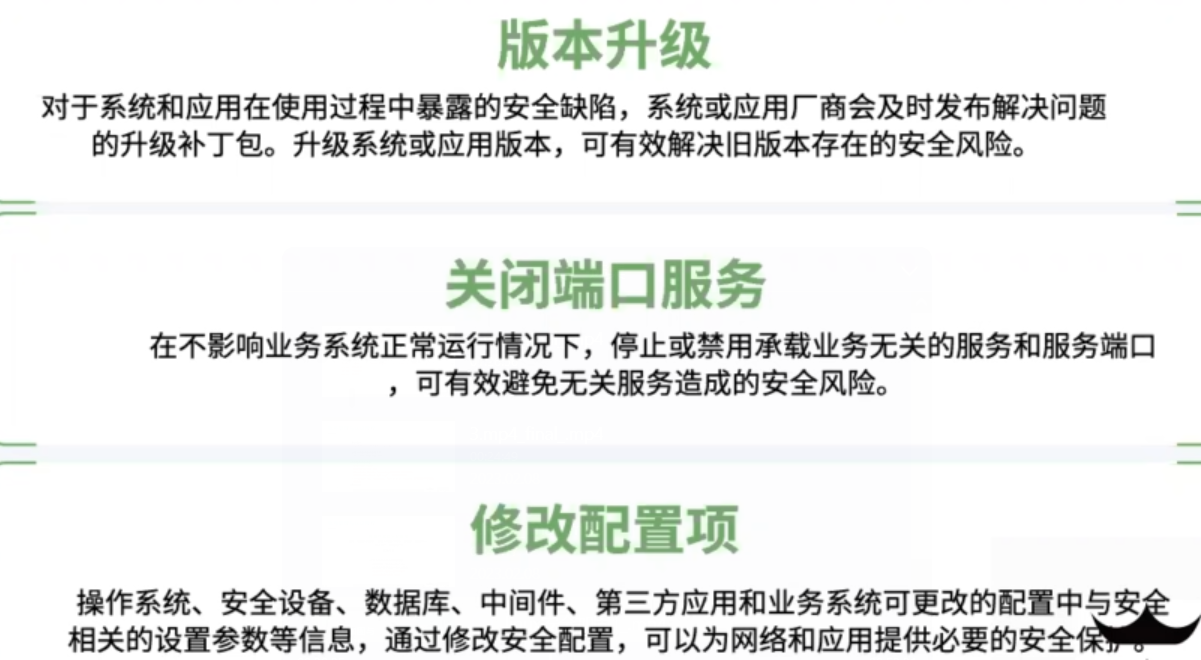 版本升级
对于系统和应用在使用过程中暴露的安全缺陷，系统或应用厂商会及时发布解决问题
的升级补丁包。升级系统或应用版本，可有效解决旧版本存在的安全风险。
关闭端口服务
在不影响业务系统正常运行情况下，停止或禁用承载业务无关的服务和服务端口
，可有效避免无关服务造成的安全风险。
修改配置项
操作系统、安全设备、数据库、中间件、第三方应用和业务系统可更改的配置中与安全
相关的设置参数等信息，通过修改安全配置，可以为网络和应用提供必要的安全保护。